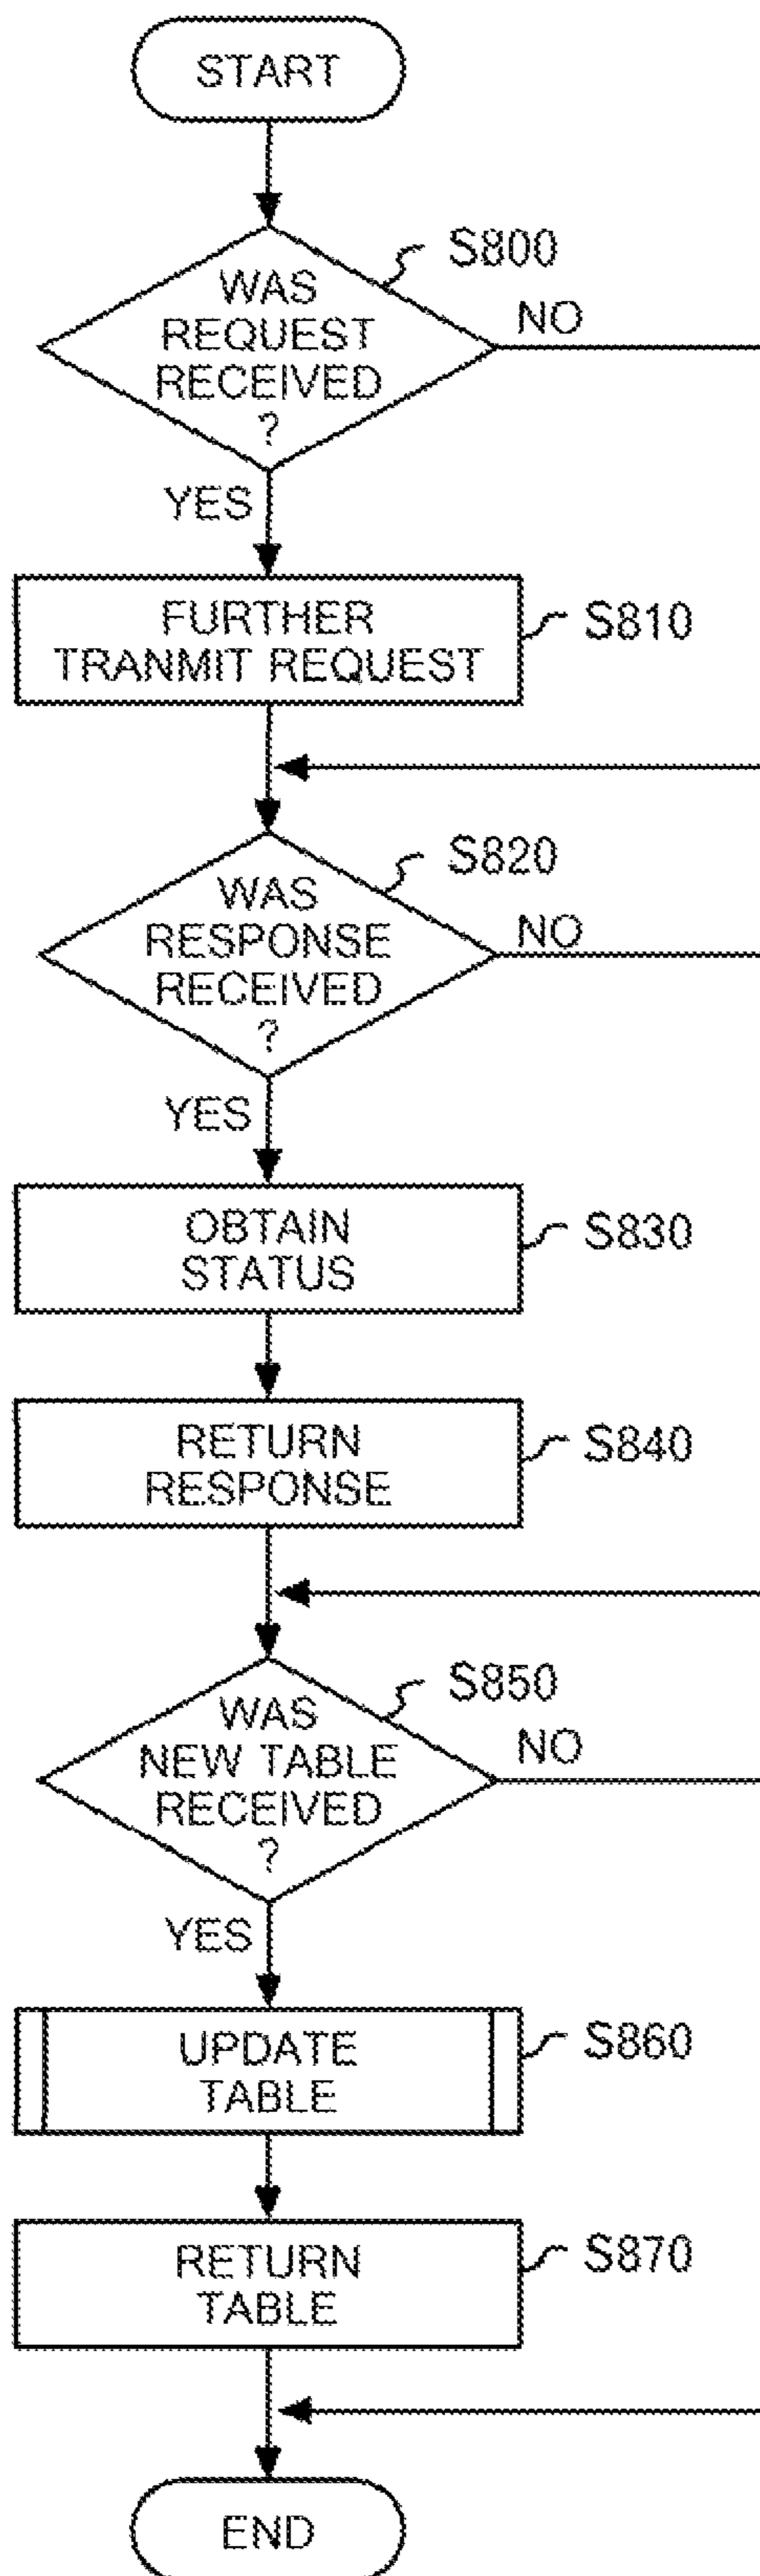 START
S800
WAS
REQUEST
RECEIVED
?
NO
YES
FURTHER
TRANMIT REQUEST
S810
S820
WAS
RESPONSE
RECEIVED
?
NO
YES
OBTAIN
STATUS
S830
RETURN
RESPONSE
S840
S850
WAS
NEW TABLE
RECEIVED
?
NO
YES
UPDATE
TABLE
S860
RETURN
TABLE
S870
END